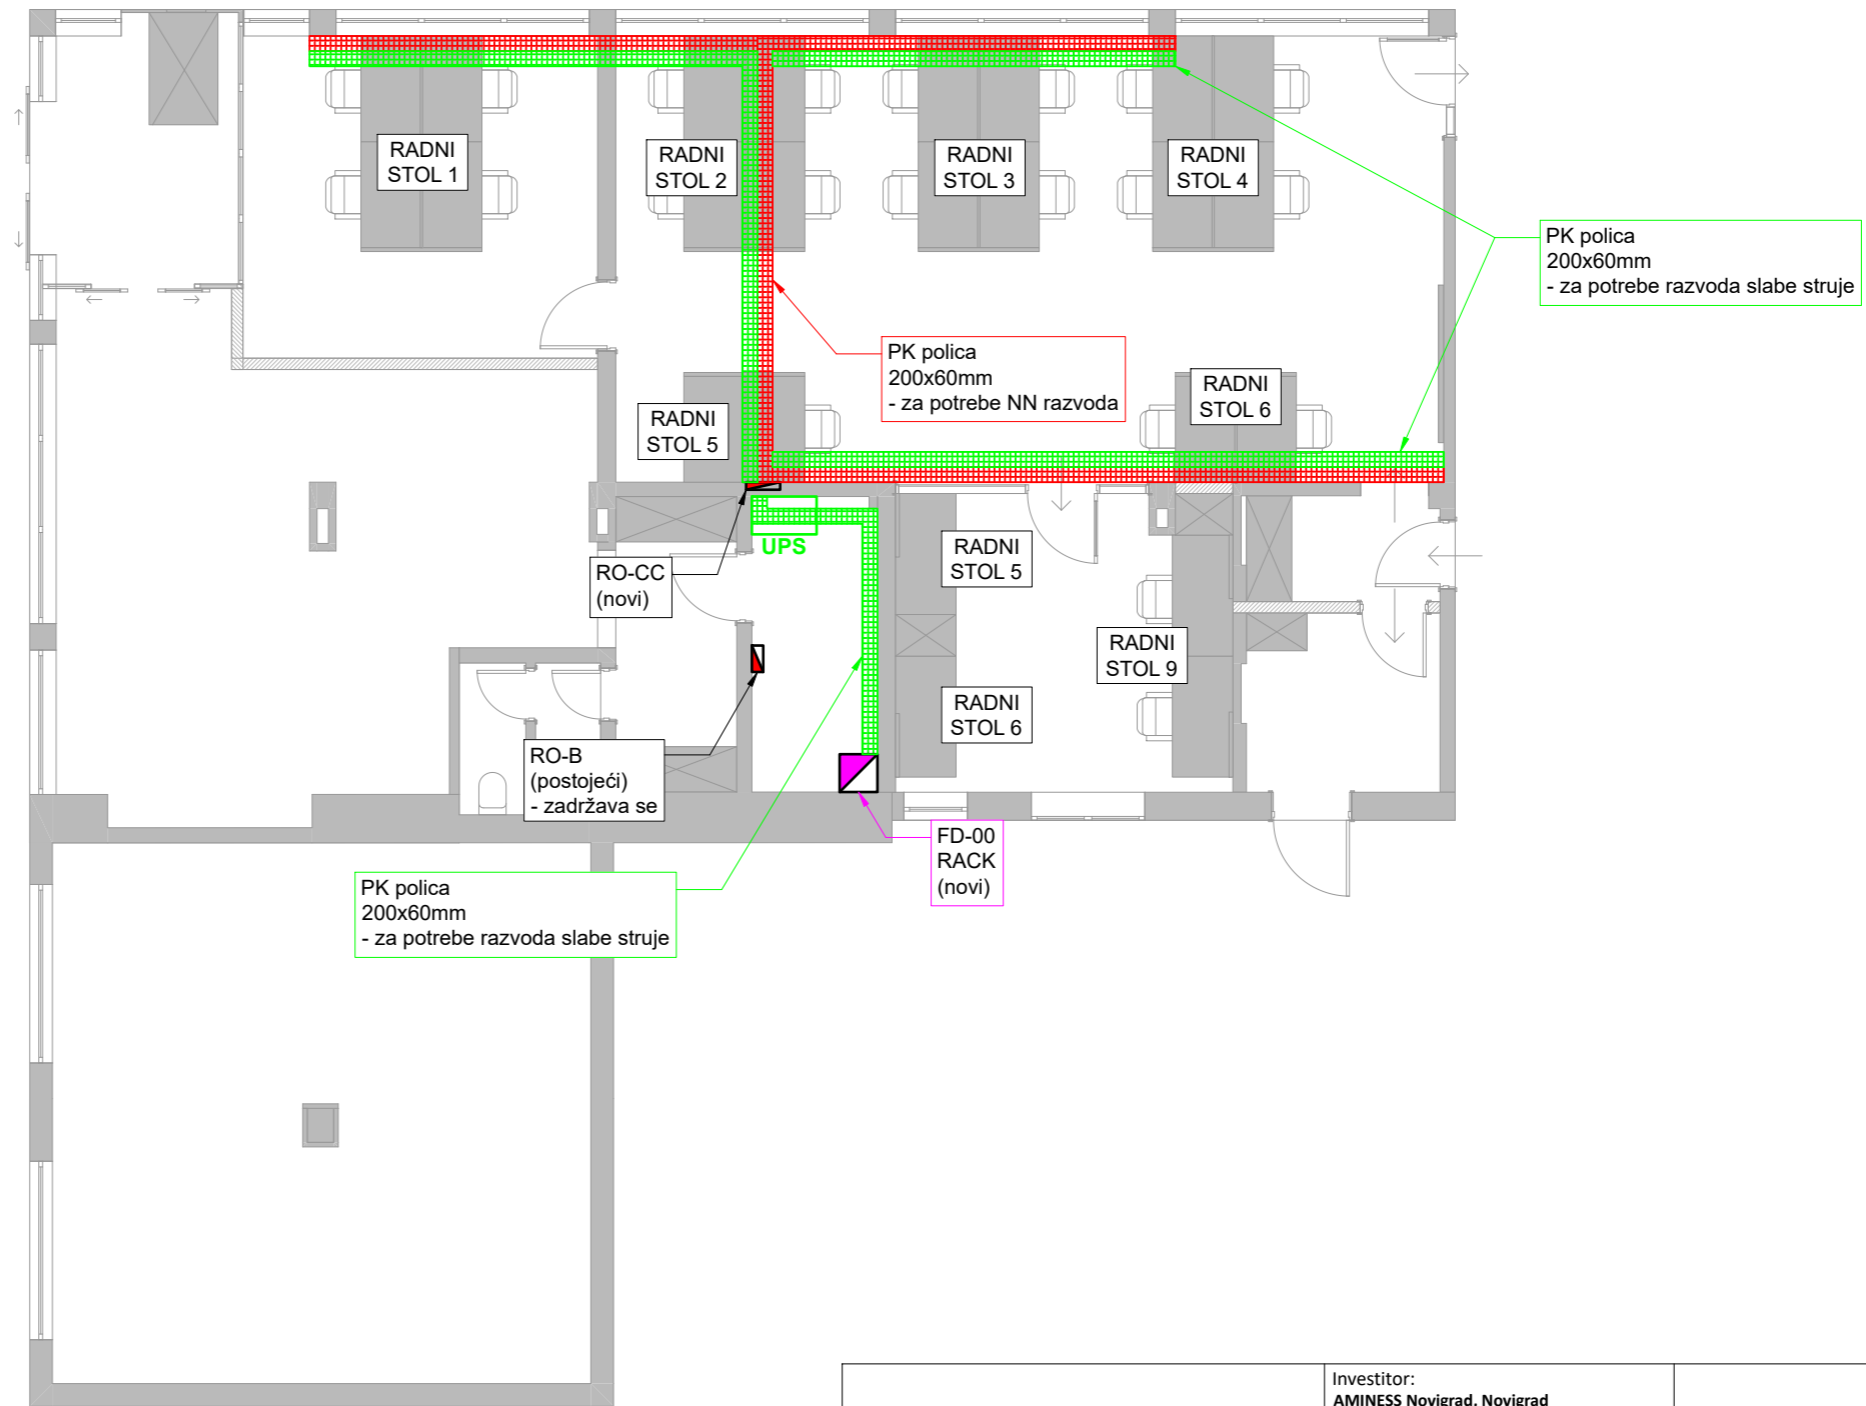 RADNI
STOL 1
RADNI
STOL 2
RADNI
STOL 3
RADNI
STOL 4
PK polica
200x60mm
- za potrebe razvoda slabe struje
PK polica
200x60mm
- za potrebe NN razvoda
RADNI
STOL 6
RADNI
STOL 5
UPS
RO-CC
(novi)
RADNI
STOL 5
RADNI
STOL 9
RADNI
STOL 6
RO-B
(postojeći)
- zadržava se
FD-00
RACK
(novi)
PK polica
200x60mm
- za potrebe razvoda slabe struje
Investitor:
AMINESS Novigrad, Novigrad